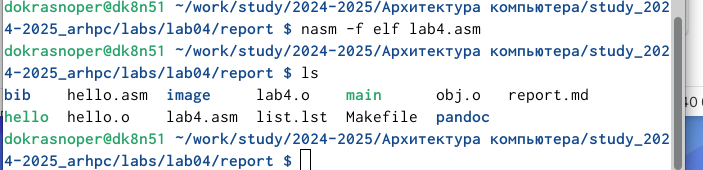 dokrasnoper@dk8n51 ~/work/study/2024-2025/Архитектура компьютера/study_202
4-2025_arhpc/labs/lab04/report $ nasm -f elf lab4.asm
dokrasnoper@dk8n51 ~/work/study/2024-2025/Архитектура компьютера/study_202
4-2025_arhpc/labs/lab04/report $ ls
bib hello.asm image lab4.o main obj.o report.md
hello hello.o lab4.asm list.lst Makefile pandoc
dokrasnoper@dk8n51 ~/work/study/2024-2025/Архитектура компьютера/study_202
4-2025_arhpc/labs/lab04/report $